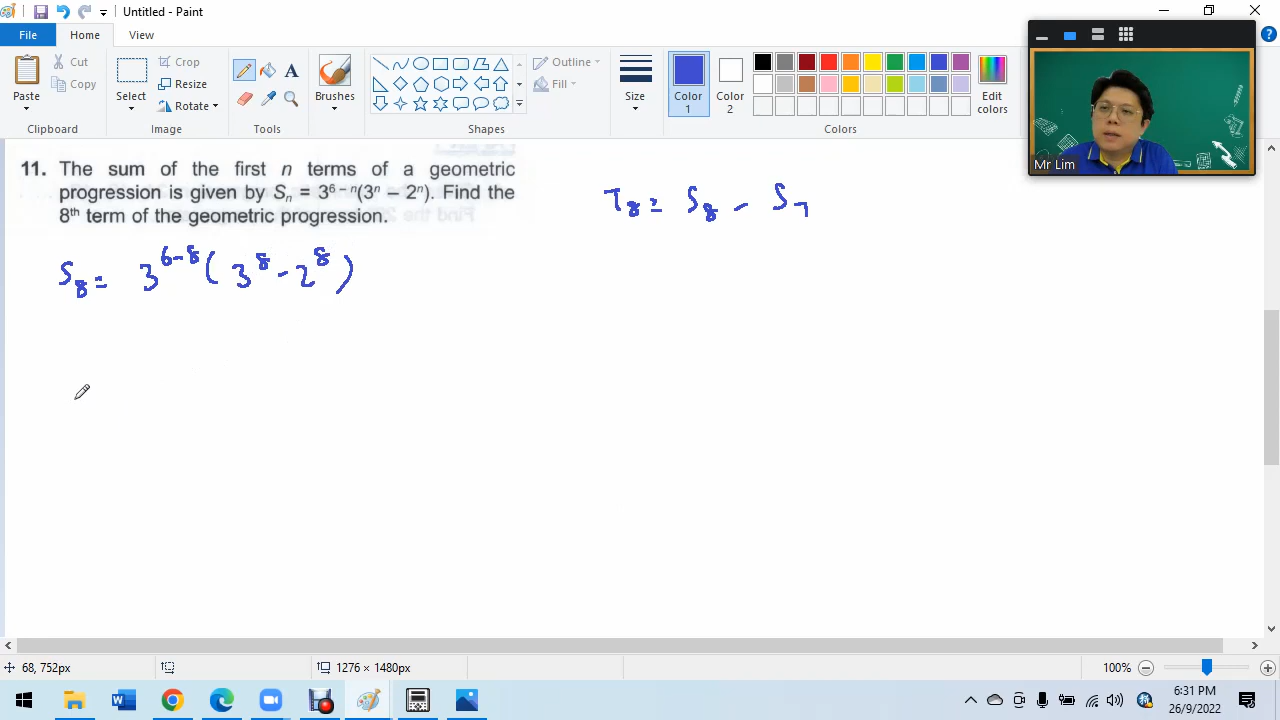 Untitled - Paint
File Home View
Paste Cut Copy Clipboard
Select Crop Resize Rotate Image
Tools
Brushes
Outline Fill Shapes
Size
Color 1 Color 2 Edit colors Colors
Mr Lim
11. The sum of the first n terms of a geometric
progression is given by Sₙ = 3⁶⁻ⁿ(3ⁿ – 2ⁿ). Find the
8ᵗʰ term of the geometric progression.
T₈ = S₈ - S₇
S₈ = 3⁶⁻⁸(3⁸ - 2⁸)
68, 752px 1276 × 1480px 100%
6:31 PM
26/9/2022